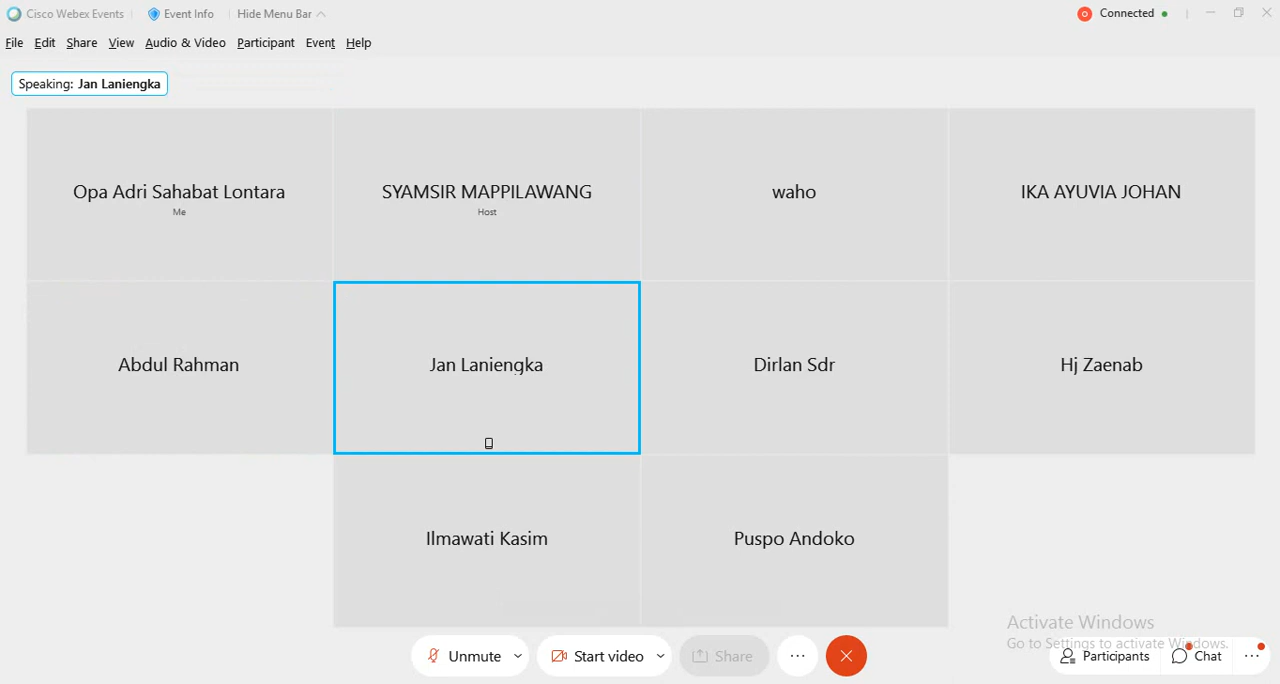 Cisco Webex Events
Event Info
Hide Menu Bar
Connected
File Edit Share View Audio & Video Participant Event Help
Speaking: Jan Laniengka
Opa Adri Sahabat Lontara
Me
SYAMSIR MAPPILAWANG
Host
waho
IKA AYUVIA JOHAN
Abdul Rahman
Jan Laniengka
Dirlan Sdr
Hj Zaenab
Ilmawati Kasim
Puspo Andoko
Activate Windows
Go to Settings to activate Windows.
Unmute
Start video
Share
Participants
Chat